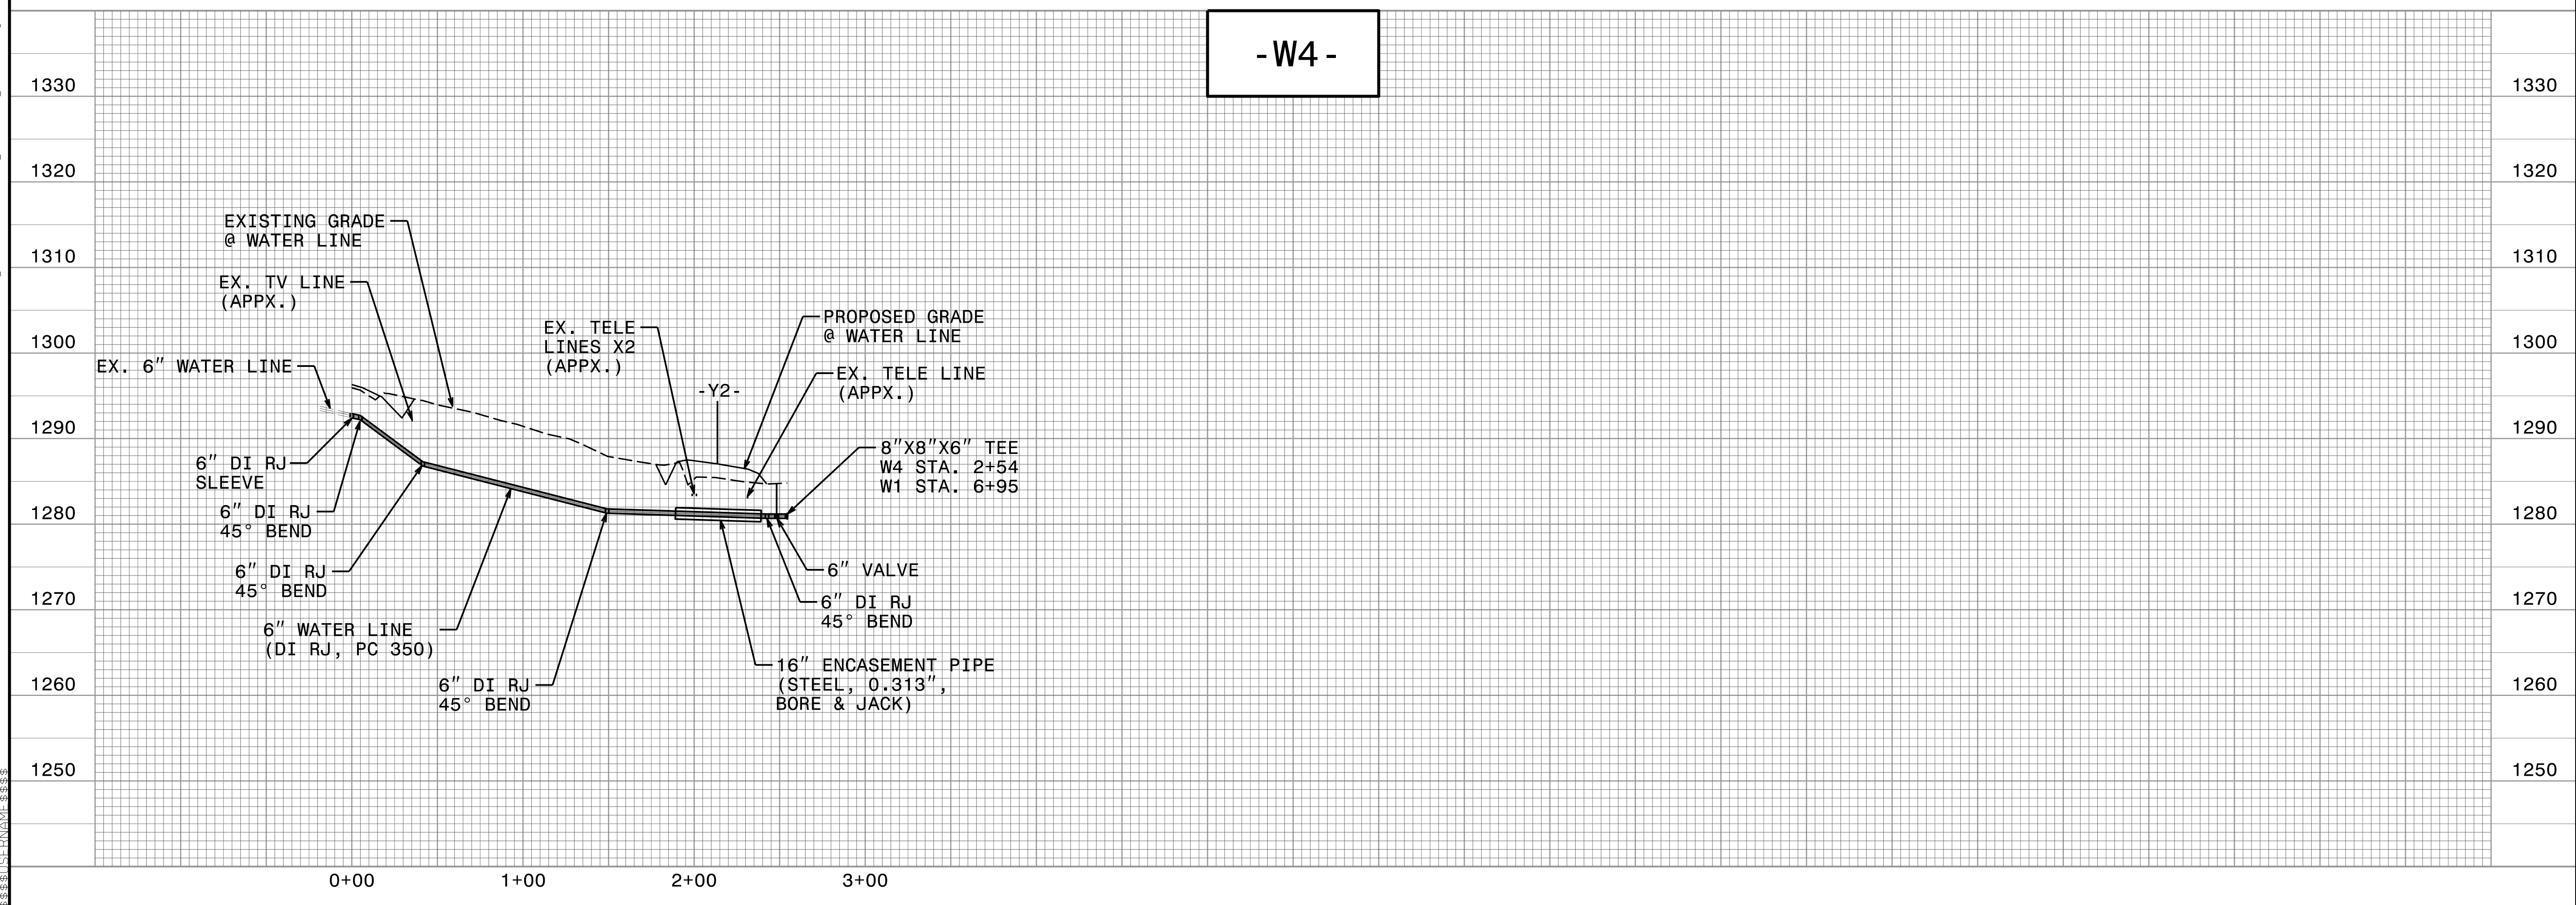 -W4-
1330
1330
1320
1320
EXISTING GRADE
@ WATER LINE
1310
1310
EX. TV LINE
(APPX.)
PROPOSED GRADE
@ WATER LINE
EX. TELE
LINES X2
(APPX.)
1300
1300
EX. 6" WATER LINE
EX. TELE LINE
(APPX.)
-Y2-
1290
1290
8"X8"X6" TEE
W4 STA. 2+54
W1 STA. 6+95
6" DI RJ
SLEEVE
1280
1280
6" DI RJ
45° BEND
6" DI RJ
45° BEND
6" VALVE
1270
1270
6" DI RJ
45° BEND
6" WATER LINE
(DI RJ, PC 350)
16" ENCASEMENT PIPE
(STEEL, 0.313",
BORE & JACK)
1260
1260
6" DI RJ
45° BEND
1250
1250
0+00
1+00
2+00
3+00